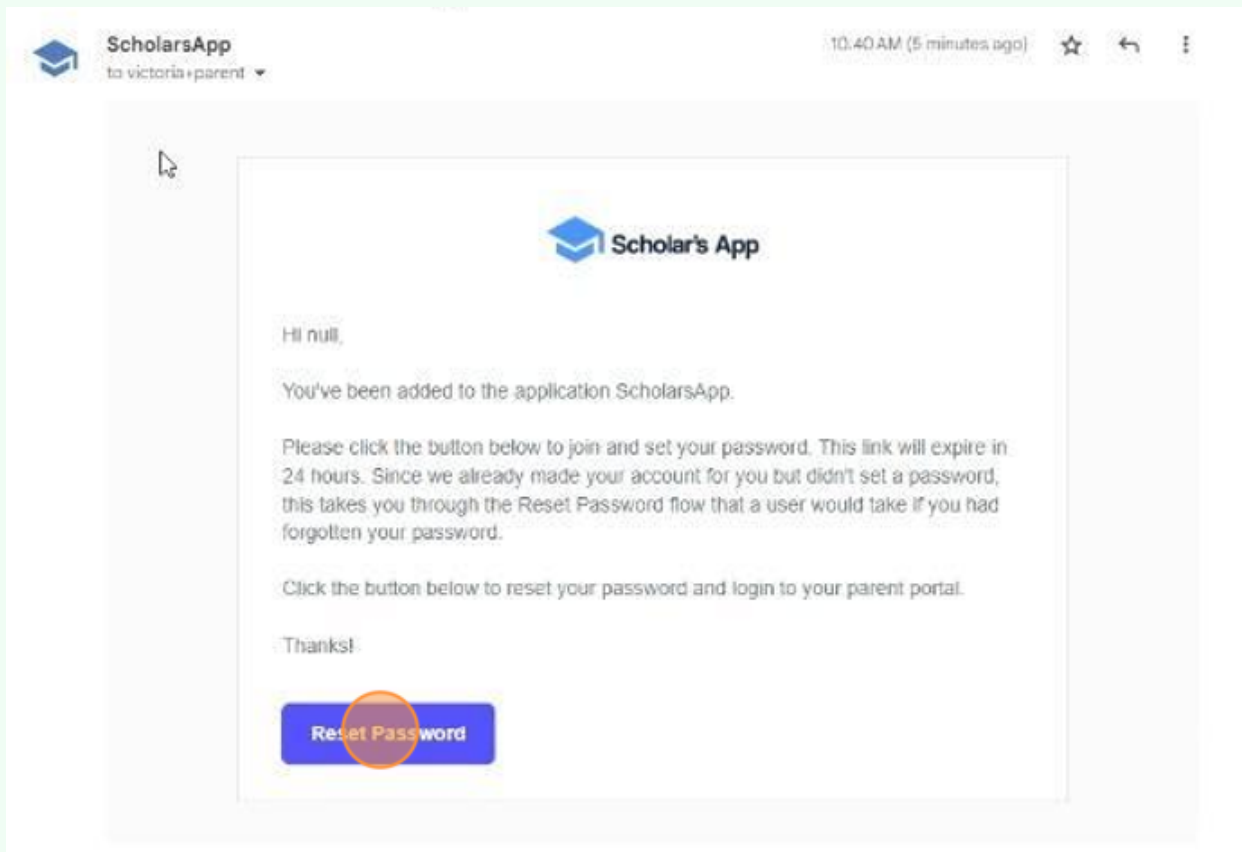 ScholarsApp
10:40 AM (5 minutes ago)
to victoria+parent
Scholar's App
Hi null,
You've been added to the application ScholarsApp.
Please click the button below to join and set your password. This link will expire in
24 hours. Since we already made your account for you but didn't set a password,
this takes you through the Reset Password flow that a user would take if you had
forgotten your password.
Click the button below to reset your password and login to your parent portal.
Thanks!
Reset Password